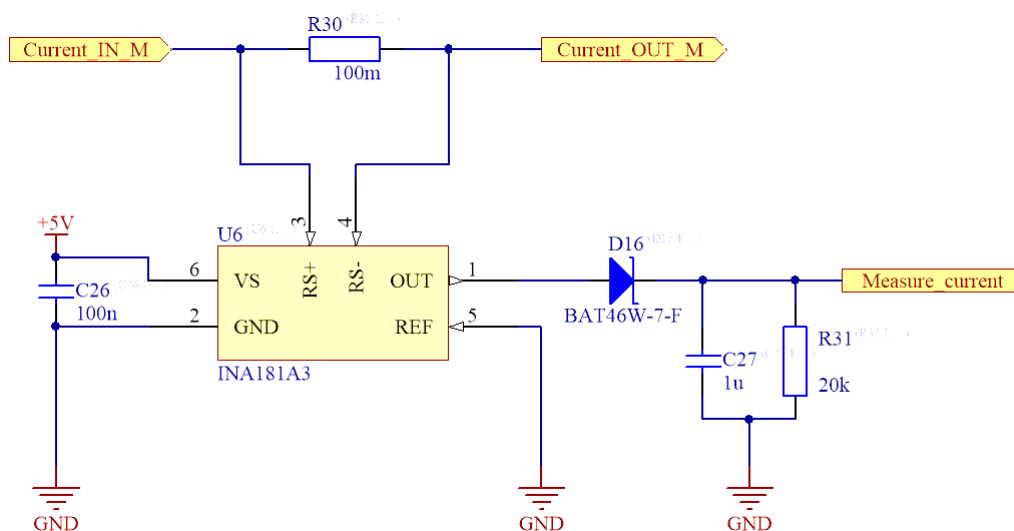 R30
Current_IN_M
Current_OUT_M
100m
+5V
U6
3
4
RS+
RS-
D16
6
VS
OUT
1
Measure_current
C26
100n
2
GND
REF
5
BAT46W-7-F
C27
1u
R31
20k
INA181A3
GND
GND
GND